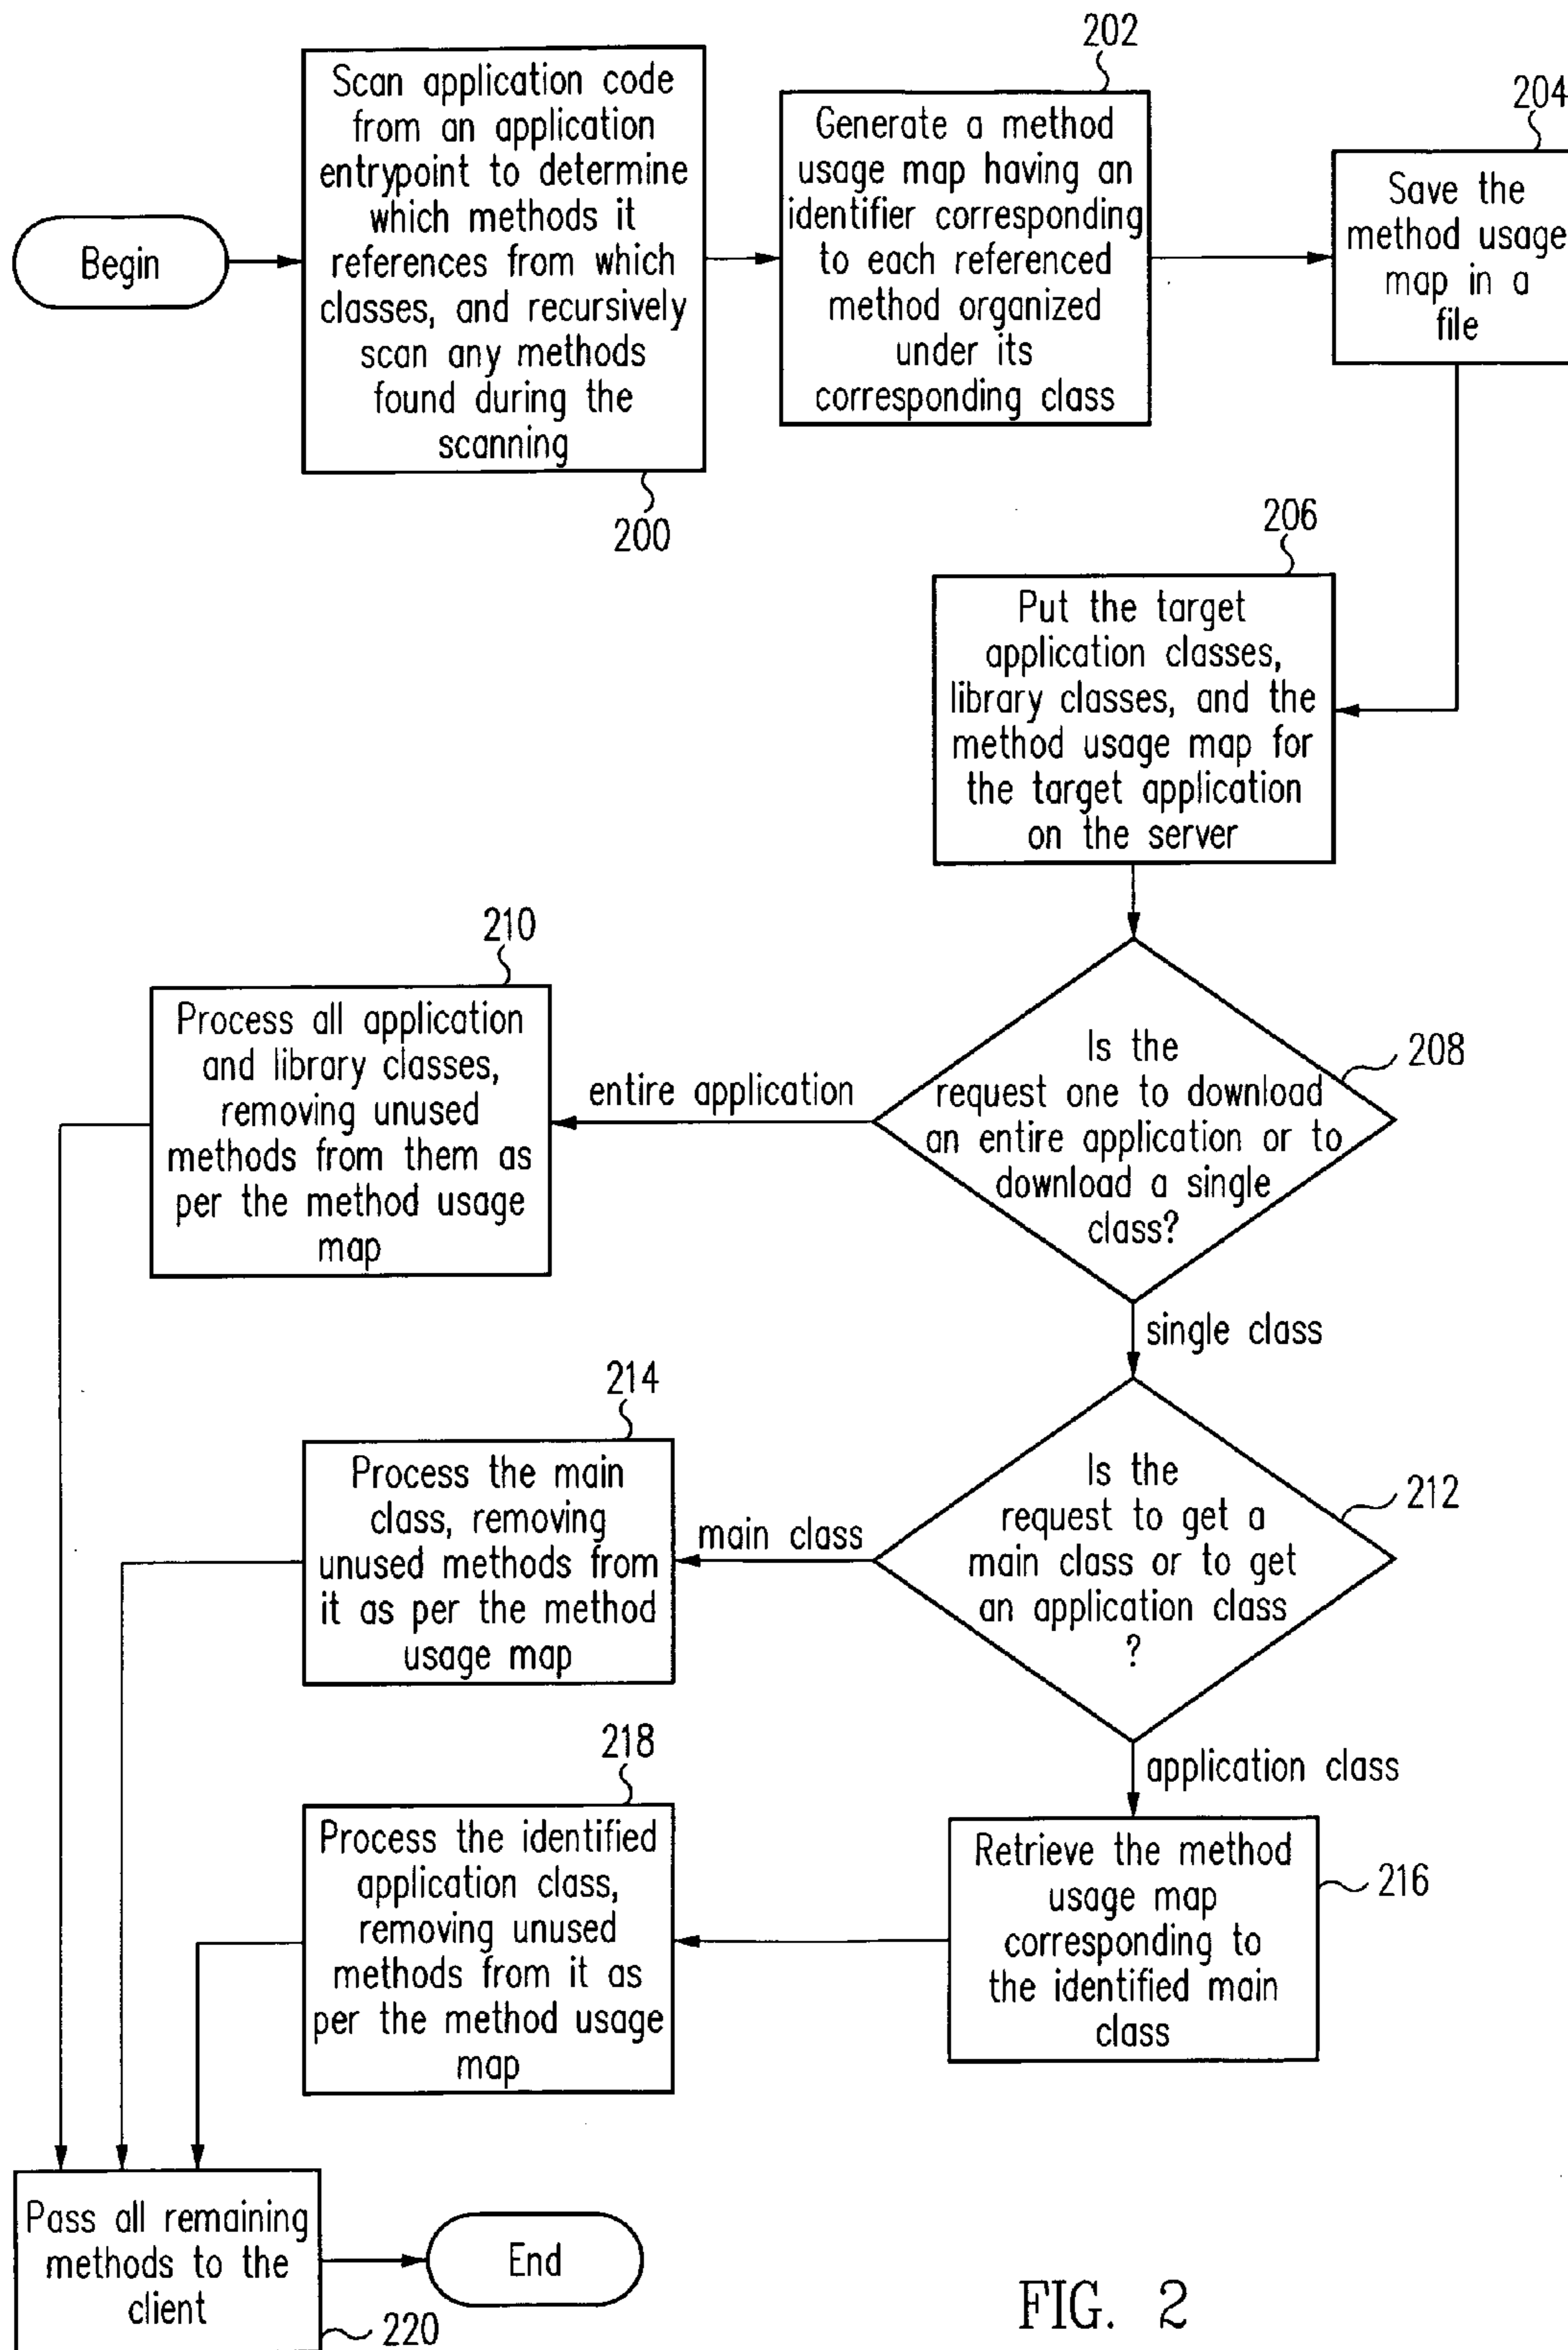 Begin
Scan application code
from an application
entrypoint to determine
which methods it
references from which
classes, and recursively
scan any methods
found during the
scanning
200
202
Generate a method
usage map having an
identifier corresponding
to each referenced
method organized
under its
corresponding class
204
Save the
method usage
map in a
file
206
Put the target
application classes,
library classes, and the
method usage map for
the target application
on the server
208
Is the
request one to download
an entire application or to
download a single
class?
entire application
210
Process all application
and library classes,
removing unused
methods from them as
per the method usage
map
single class
212
Is the
request to get a
main class or to get
an application class
?
main class
214
Process the main
class, removing
unused methods from
it as per the method
usage map
application class
216
Retrieve the method
usage map
corresponding to
the identified main
class
218
Process the identified
application class,
removing unused
methods from it as
per the method usage
map
Pass all remaining
methods to the
client
220
End
FIG. 2